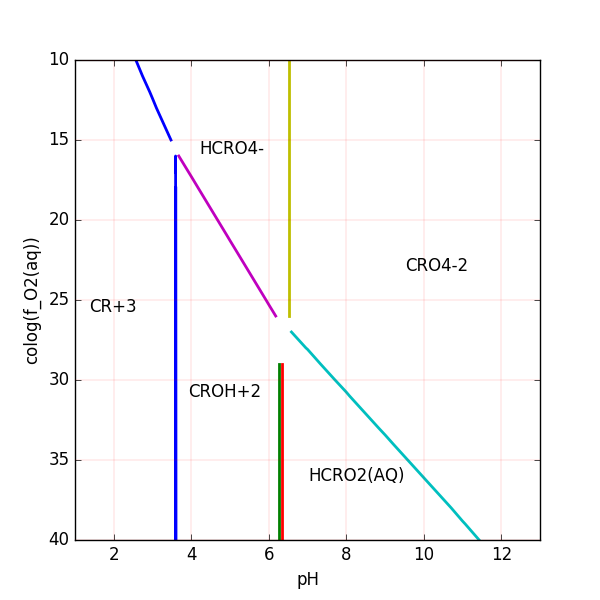 10
15
20
25
30
35
40
colog(f_O2(aq))
HCRO4-
CRO4-2
CR+3
CROH+2
HCRO2(AQ)
2 4 6 8 10 12
pH